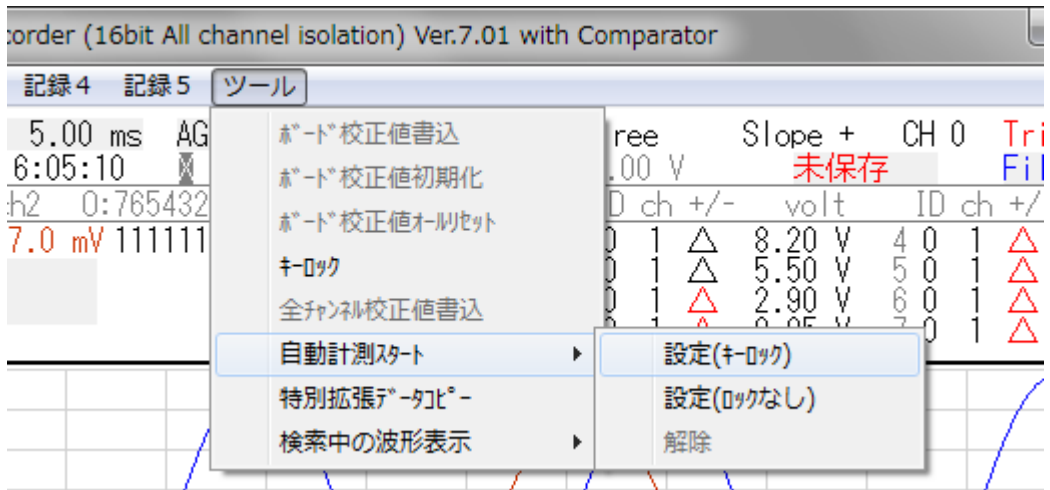 corder (16bit All channel isolation) Ver.7.01 with Comparator
記録4 記録5 ツール
5.00 ms AG ree Slope + CH 0 Tri
6:05:10 .00 V 未保存 Fil
ch2 0:765432 D ch +/- volt ID ch +/
7.0 mV 111111 0 1 △ 8.20 V 4 0 1 △
0 1 △ 5.50 V 5 0 1 △
0 1 △ 2.90 V 6 0 1 △
ﾎﾞｰﾄﾞ校正値書込
ﾎﾞｰﾄﾞ校正値初期化
ﾎﾞｰﾄﾞ校正値ｵｰﾙﾘｾｯﾄ
ｷｰﾛｯｸ
全ﾁｬﾝﾈﾙ校正値書込
自動計測ｽﾀｰﾄ
特別拡張ﾃﾞｰﾀｺﾋﾟｰ
検索中の波形表示
設定(ｷｰﾛｯｸ)
設定(ﾛｯｸなし)
解除